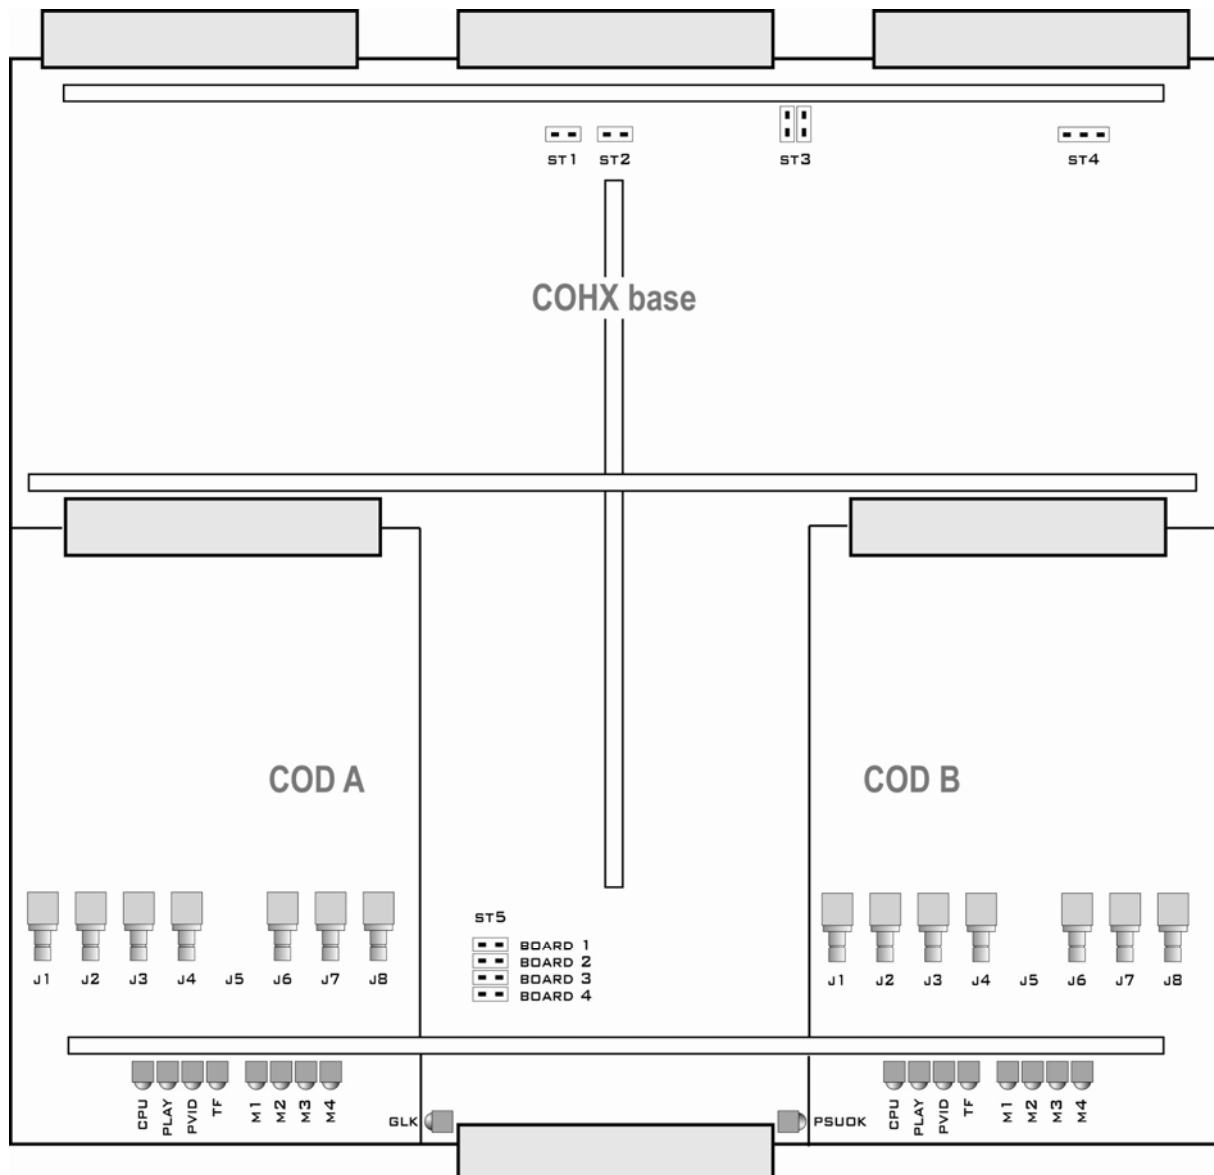 ST1 ST2 ST3 ST4
COHX base
COD A COD B
ST5
BOARD 1
BOARD 2
BOARD 3
BOARD 4
J1 J2 J3 J4 J5 J6 J7 J8
J1 J2 J3 J4 J5 J6 J7 J8
CPU PLAY PVID TF M1 M2 M3 M4
CPU PLAY PVID TF M1 M2 M3 M4
GLK PSUOK